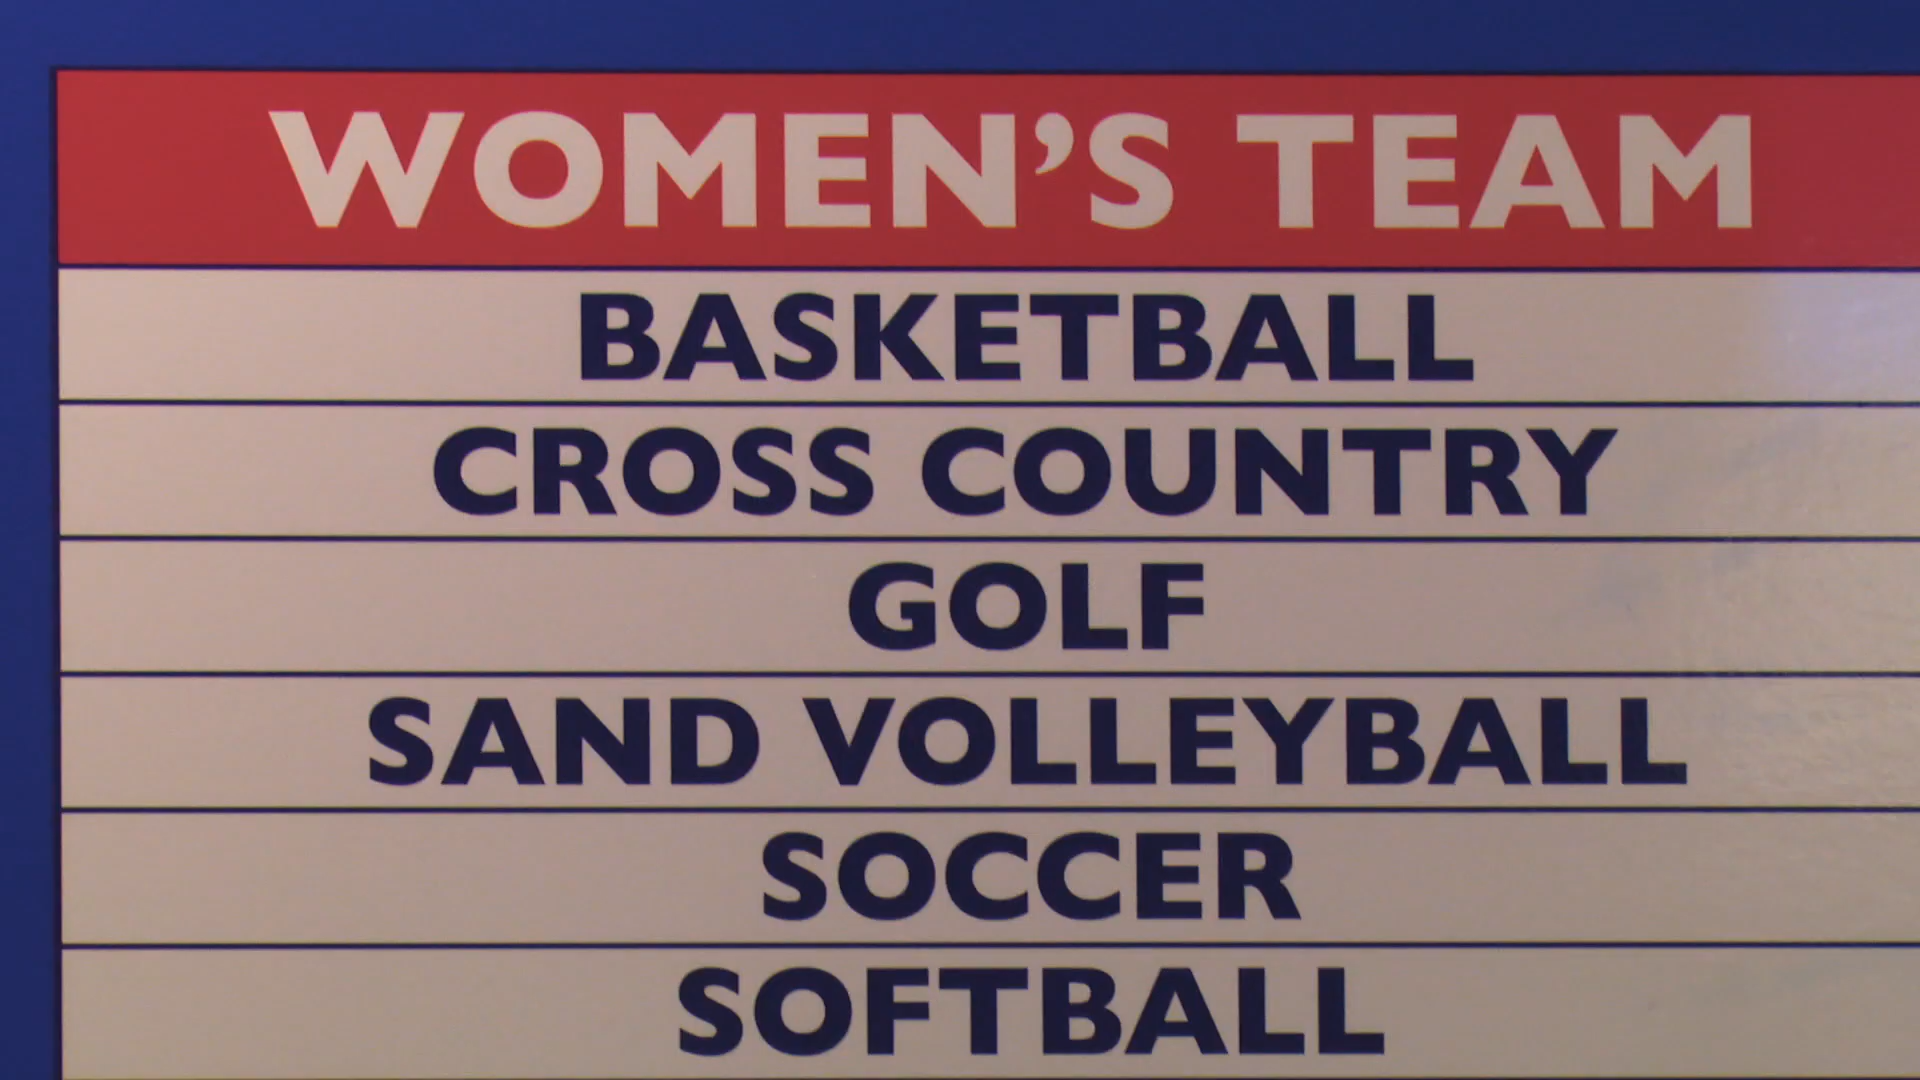 WOMEN’S TEAM
BASKETBALL
CROSS COUNTRY
GOLF
SAND VOLLEYBALL
SOCCER
SOFTBALL